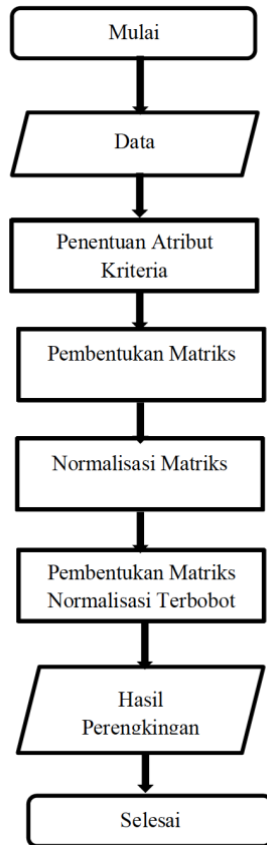 Mulai
Data
Penentuan Atribut
Kriteria
Pembentukan Matriks
Normalisasi Matriks
Pembentukan Matriks
Normalisasi Terbobot
Hasil
Perengkingan
Selesai